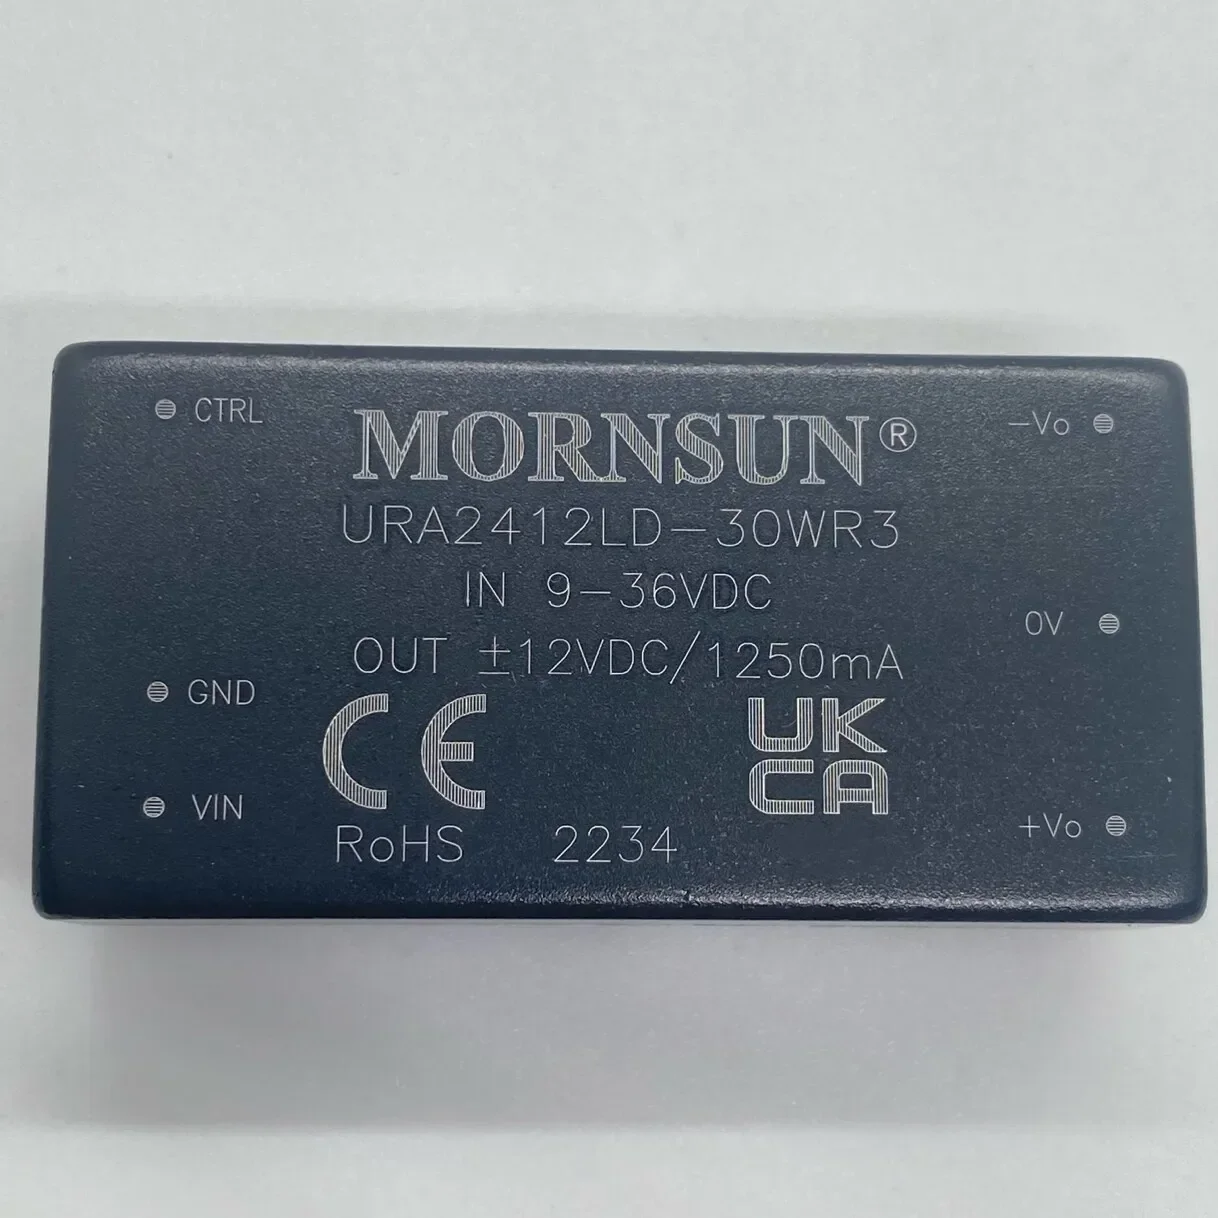 CTRL
MORNSUN®
-Vo
URA2412LD-30WR3
IN 9-36VDC
0V
OUT ±12VDC/1250mA
GND
CE
UK
CA
VIN
+Vo
RoHS 2234